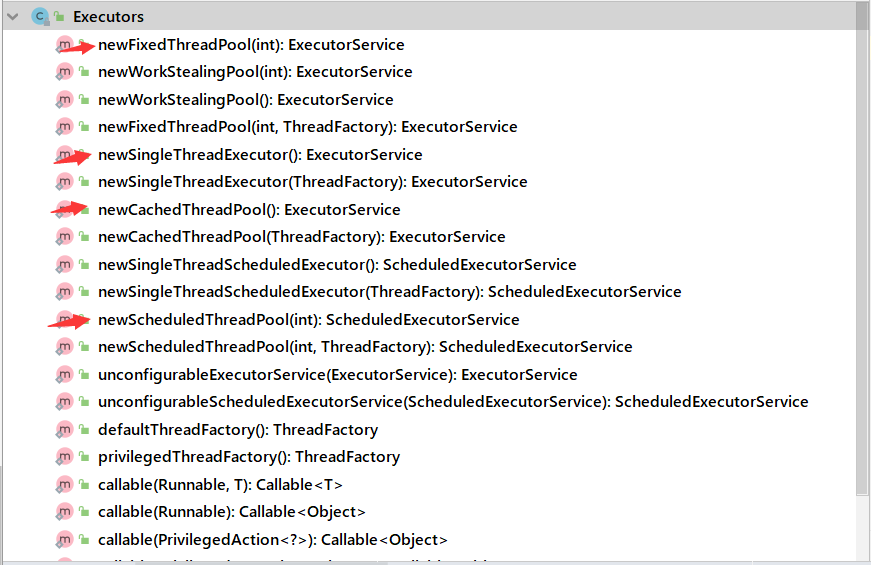 Executors
newFixedThreadPool(int): ExecutorService
newWorkStealingPool(int): ExecutorService
newWorkStealingPool(): ExecutorService
newFixedThreadPool(int, ThreadFactory): ExecutorService
newSingleThreadExecutor(): ExecutorService
newSingleThreadExecutor(ThreadFactory): ExecutorService
newCachedThreadPool(): ExecutorService
newCachedThreadPool(ThreadFactory): ExecutorService
newSingleThreadScheduledExecutor(): ScheduledExecutorService
newSingleThreadScheduledExecutor(ThreadFactory): ScheduledExecutorService
newScheduledThreadPool(int): ScheduledExecutorService
newScheduledThreadPool(int, ThreadFactory): ScheduledExecutorService
unconfigurableExecutorService(ExecutorService): ExecutorService
unconfigurableScheduledExecutorService(ScheduledExecutorService): ScheduledExecutorService
defaultThreadFactory(): ThreadFactory
privilegedThreadFactory(): ThreadFactory
callable(Runnable, T): Callable<T>
callable(Runnable): Callable<Object>
callable(PrivilegedAction<?>): Callable<Object>